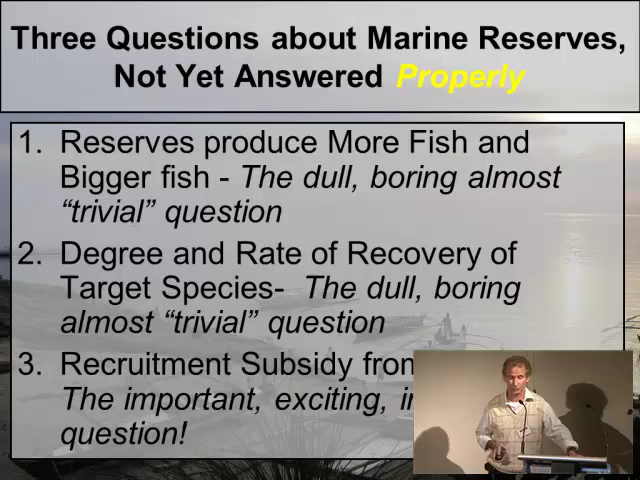 Three Questions about Marine Reserves,
Not Yet Answered Properly
1. Reserves produce More Fish and
Bigger fish - The dull, boring almost
“trivial” question
2. Degree and Rate of Recovery of
Target Species- The dull, boring
almost “trivial” question
3. Recruitment Subsidy from
The important, exciting,
question!